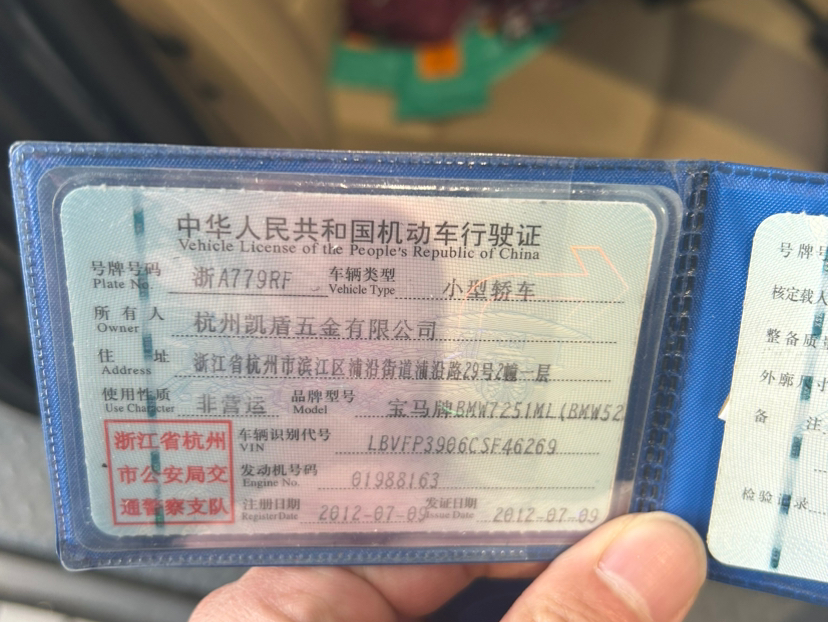 中华人民共和国机动车行驶证
Vehicle License of the People's Republic of China
号牌号码 Plate No. 浙A779RF 车辆类型 Vehicle Type 小型轿车
所有人 Owner 杭州凯盾五金有限公司
住址 Address 浙江省杭州市滨江区浦沿街道浦沿路29号2幢一层
使用性质 Use Character 非营运 品牌型号 Model 宝马牌BMW7251ML(BMW52
浙江省杭州市公安局交通警察支队
车辆识别代号 VIN LBVFP3906CSF46269
发动机号码 Engine No. 01988163
注册日期 Register Date 2012-07-09 发证日期 Issue Date 2012-07-09
号牌号
核定载人
整备质量
外廓尺寸
备 注
检验记录